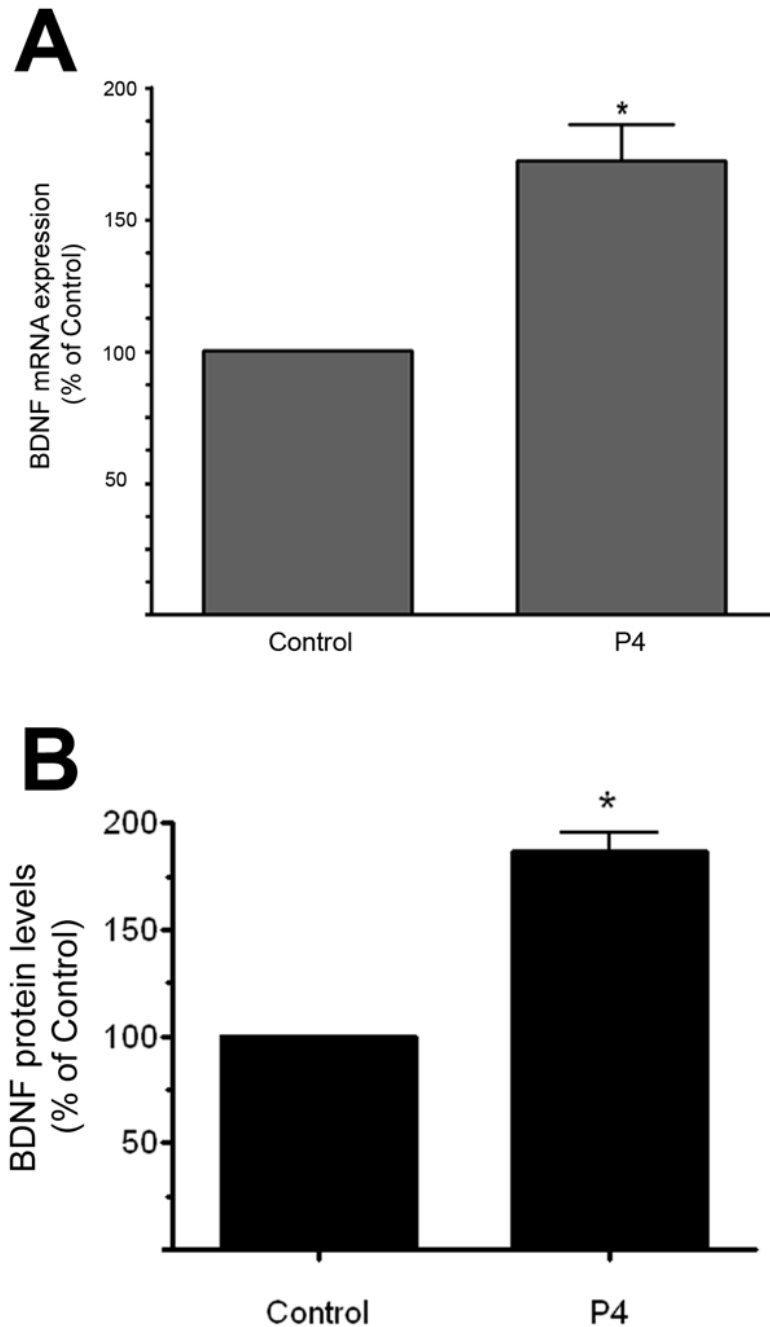 A
200
*
150
BDNF mRNA expression
(% of Control)
100
50
Control P4
B
*
200
150
BDNF protein levels
(% of Control)
100
50
Control P4